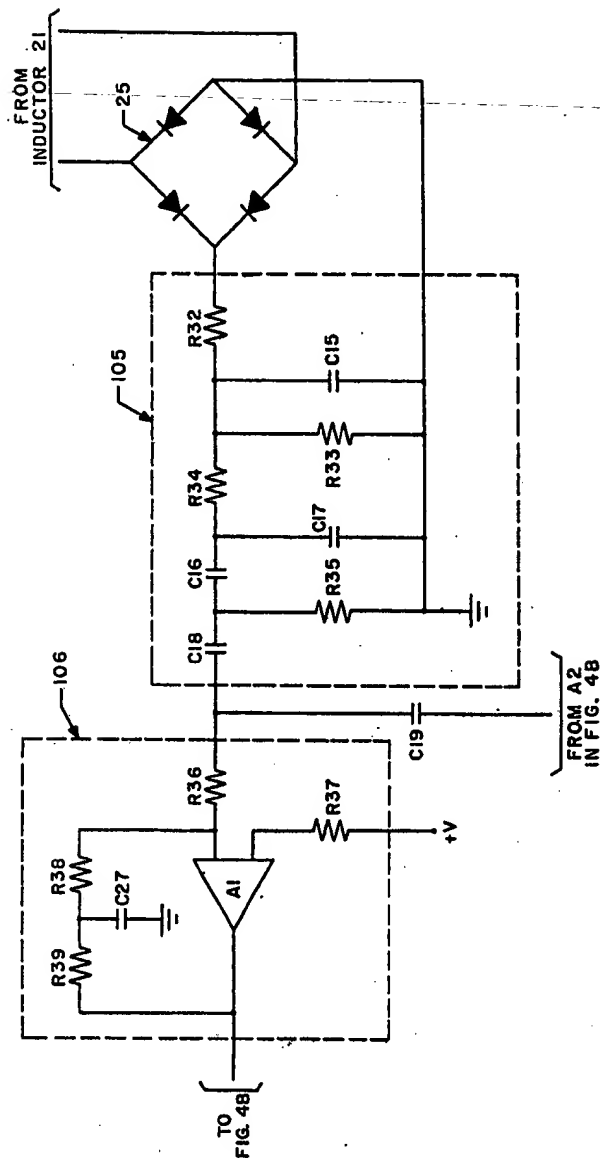 FROM
INDUCTOR 21
25
105
R32
C15
R33
R34
C17
C16
R35
C18
106
C19
FROM A2
IN FIG. 4B
R36
R37
+V
R38
C27
A1
R39
TO
FIG. 4B